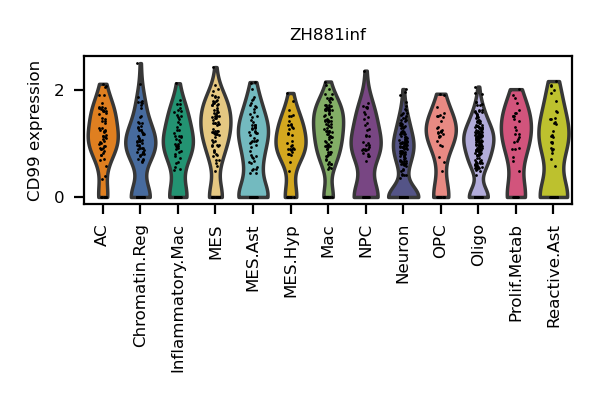 ZH881inf
CD99 expression
2
0
AC
Chromatin.Reg
Inflammatory.Mac
MES
MES.Ast
MES.Hyp
Mac
NPC
Neuron
OPC
Oligo
Prolif.Metab
Reactive.Ast